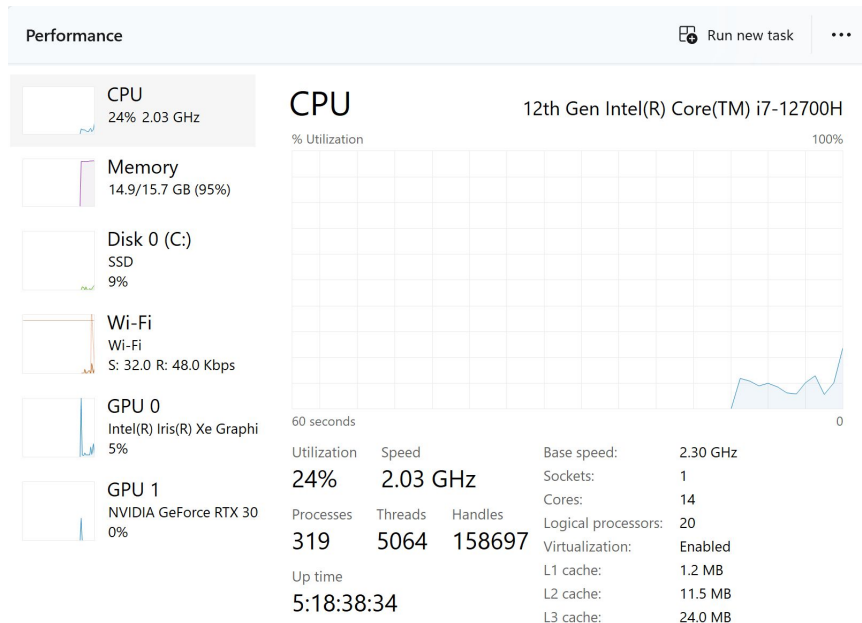 Performance
Run new task
CPU
24% 2.03 GHz
Memory
14.9/15.7 GB (95%)
Disk 0 (C:)
SSD
9%
Wi-Fi
Wi-Fi
S: 32.0 R: 48.0 Kbps
GPU 0
Intel(R) Iris(R) Xe Graphi
5%
GPU 1
NVIDIA GeForce RTX 30
0%
CPU 12th Gen Intel(R) Core(TM) i7-12700H
% Utilization 100%
60 seconds 0
Utilization Speed
24% 2.03 GHz
Processes Threads Handles
319 5064 158697
Up time
5:18:38:34
Base speed: 2.30 GHz
Sockets: 1
Cores: 14
Logical processors: 20
Virtualization: Enabled
L1 cache: 1.2 MB
L2 cache: 11.5 MB
L3 cache: 24.0 MB